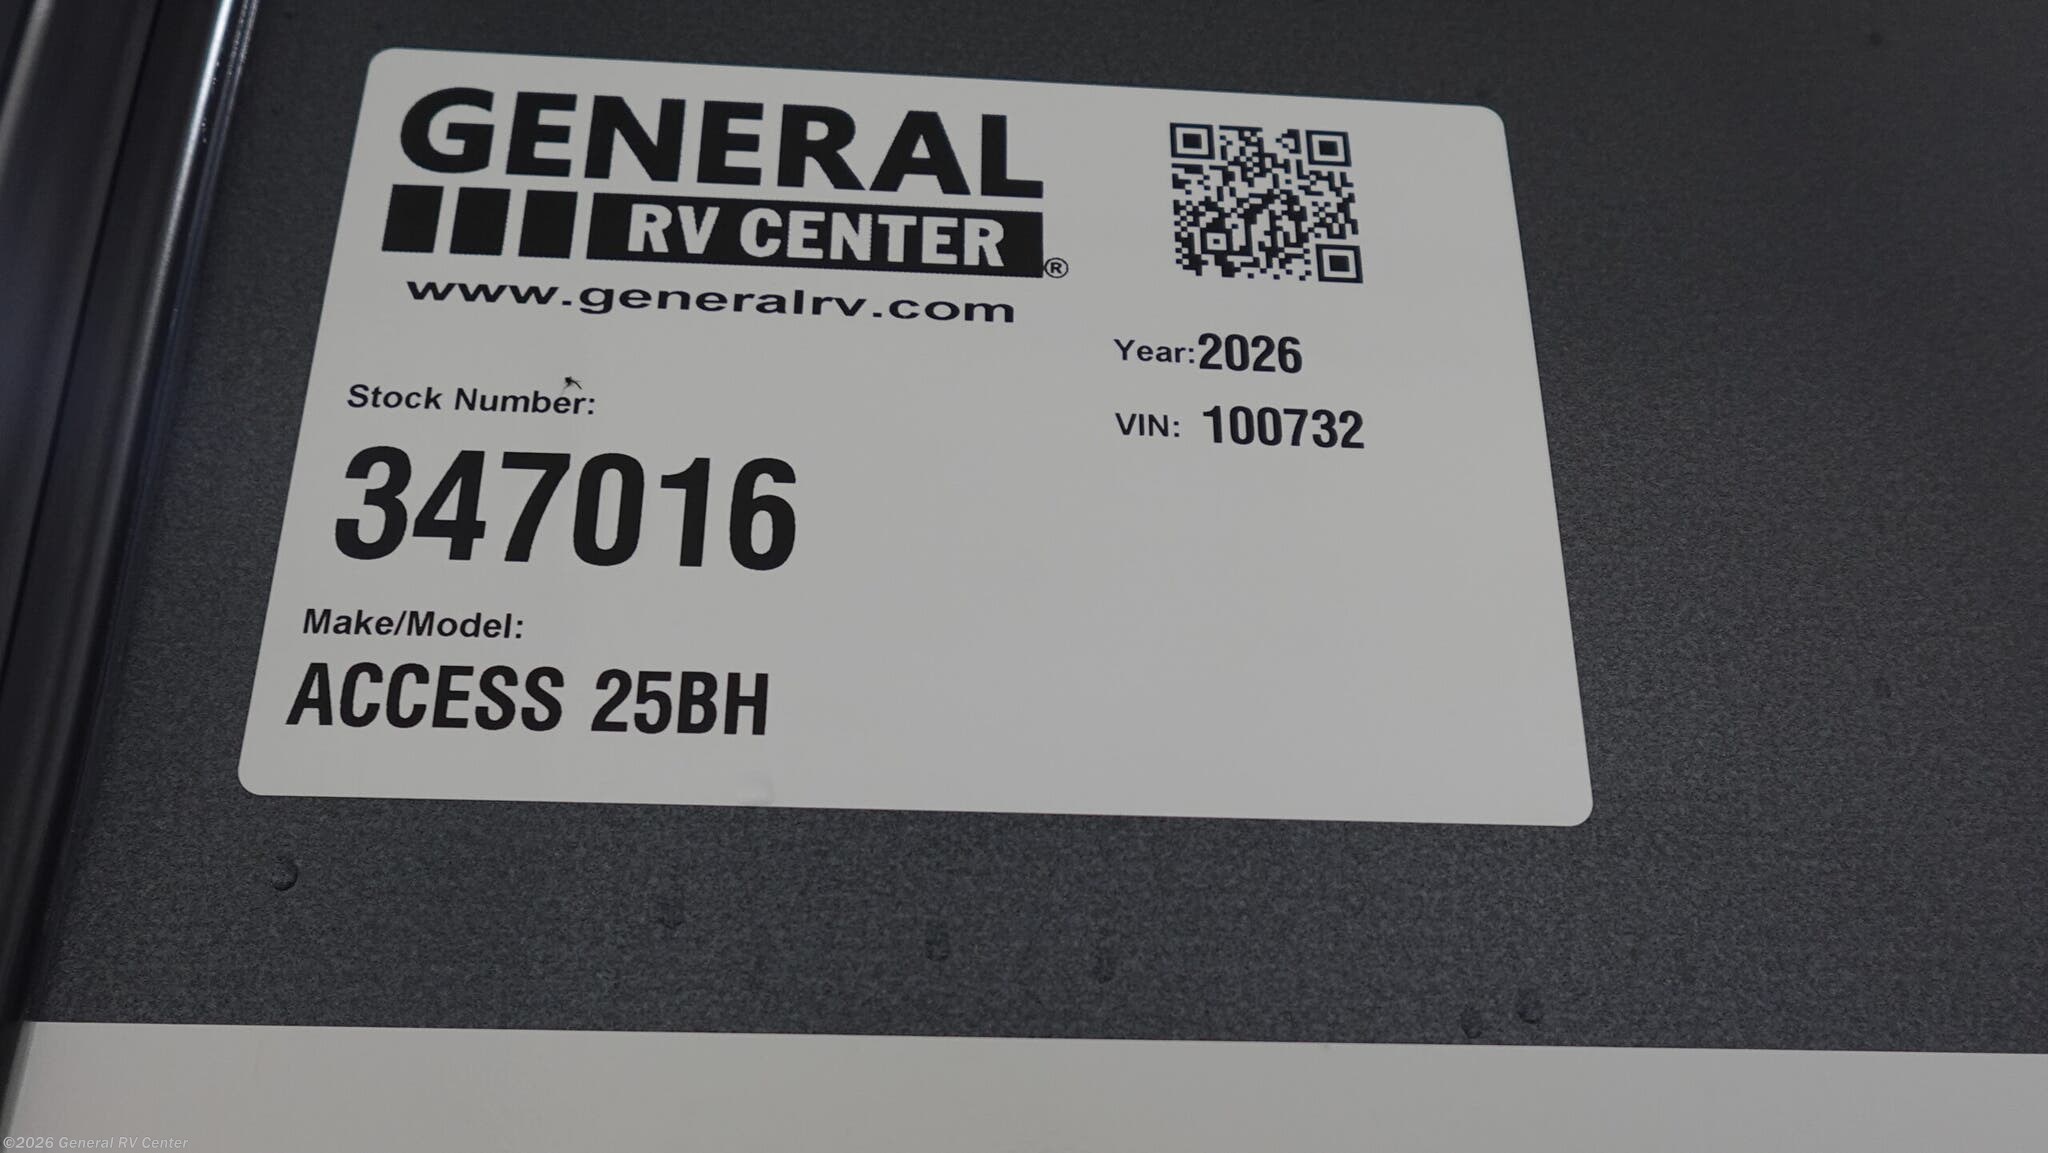 GENERAL
RV CENTER®
www.generalrv.com
Year: 2026
VIN: 100732
Stock Number:
347016
Make/Model:
ACCESS 25BH
©2026 General RV Center